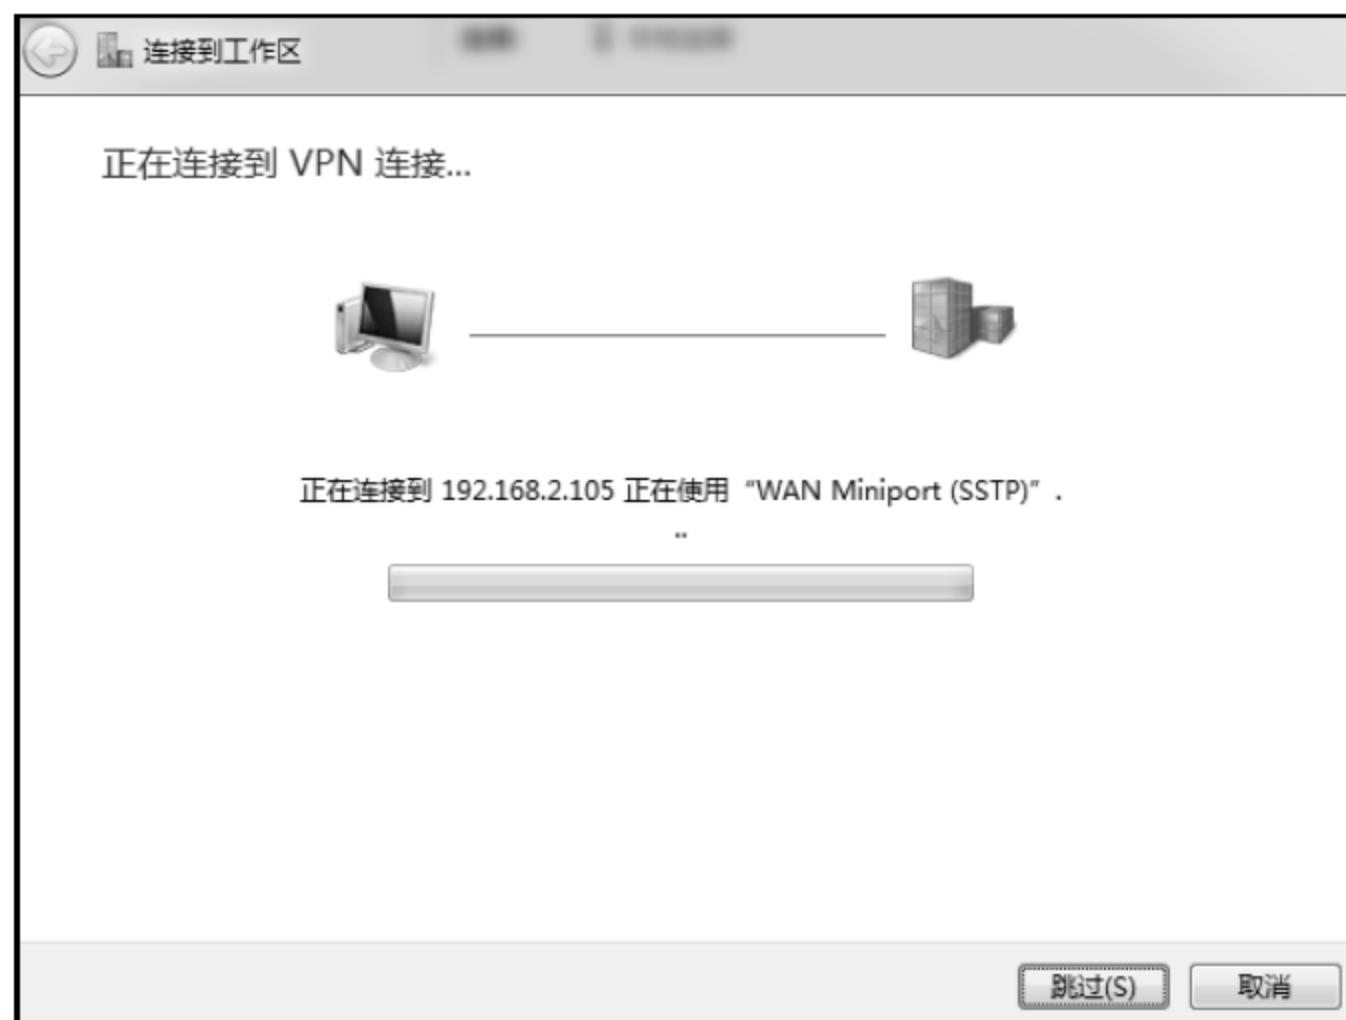 连接到工作区
正在连接到 VPN 连接...
正在连接到 192.168.2.105 正在使用“WAN Miniport (SSTP)”.
..
跳过(S)
取消